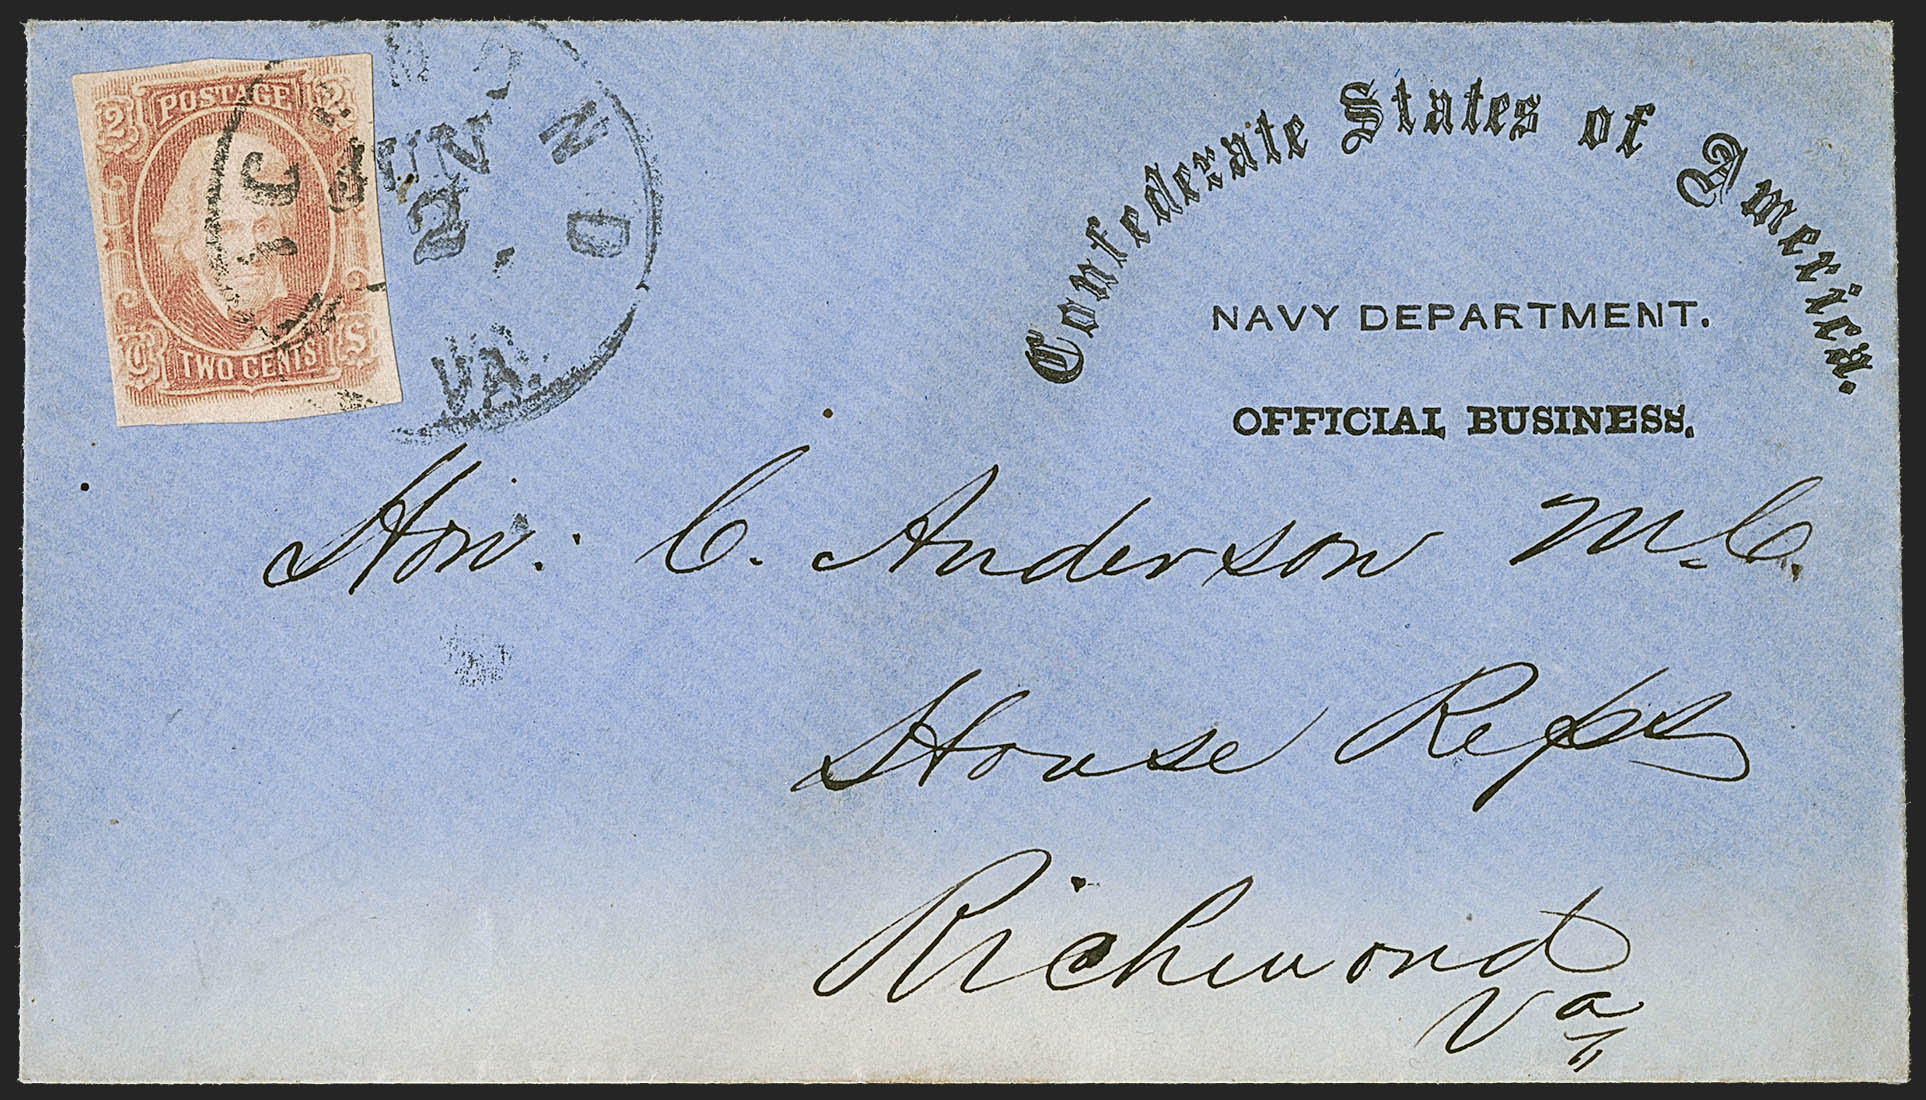 2 POSTAGE 2
C TWO CENTS S
RICHMOND
JUN
2
VA.
Confederate States of America.
NAVY DEPARTMENT.
OFFICIAL BUSINESS.
Hon. C. Anderson M.C.
House Reps
Richmond
Va